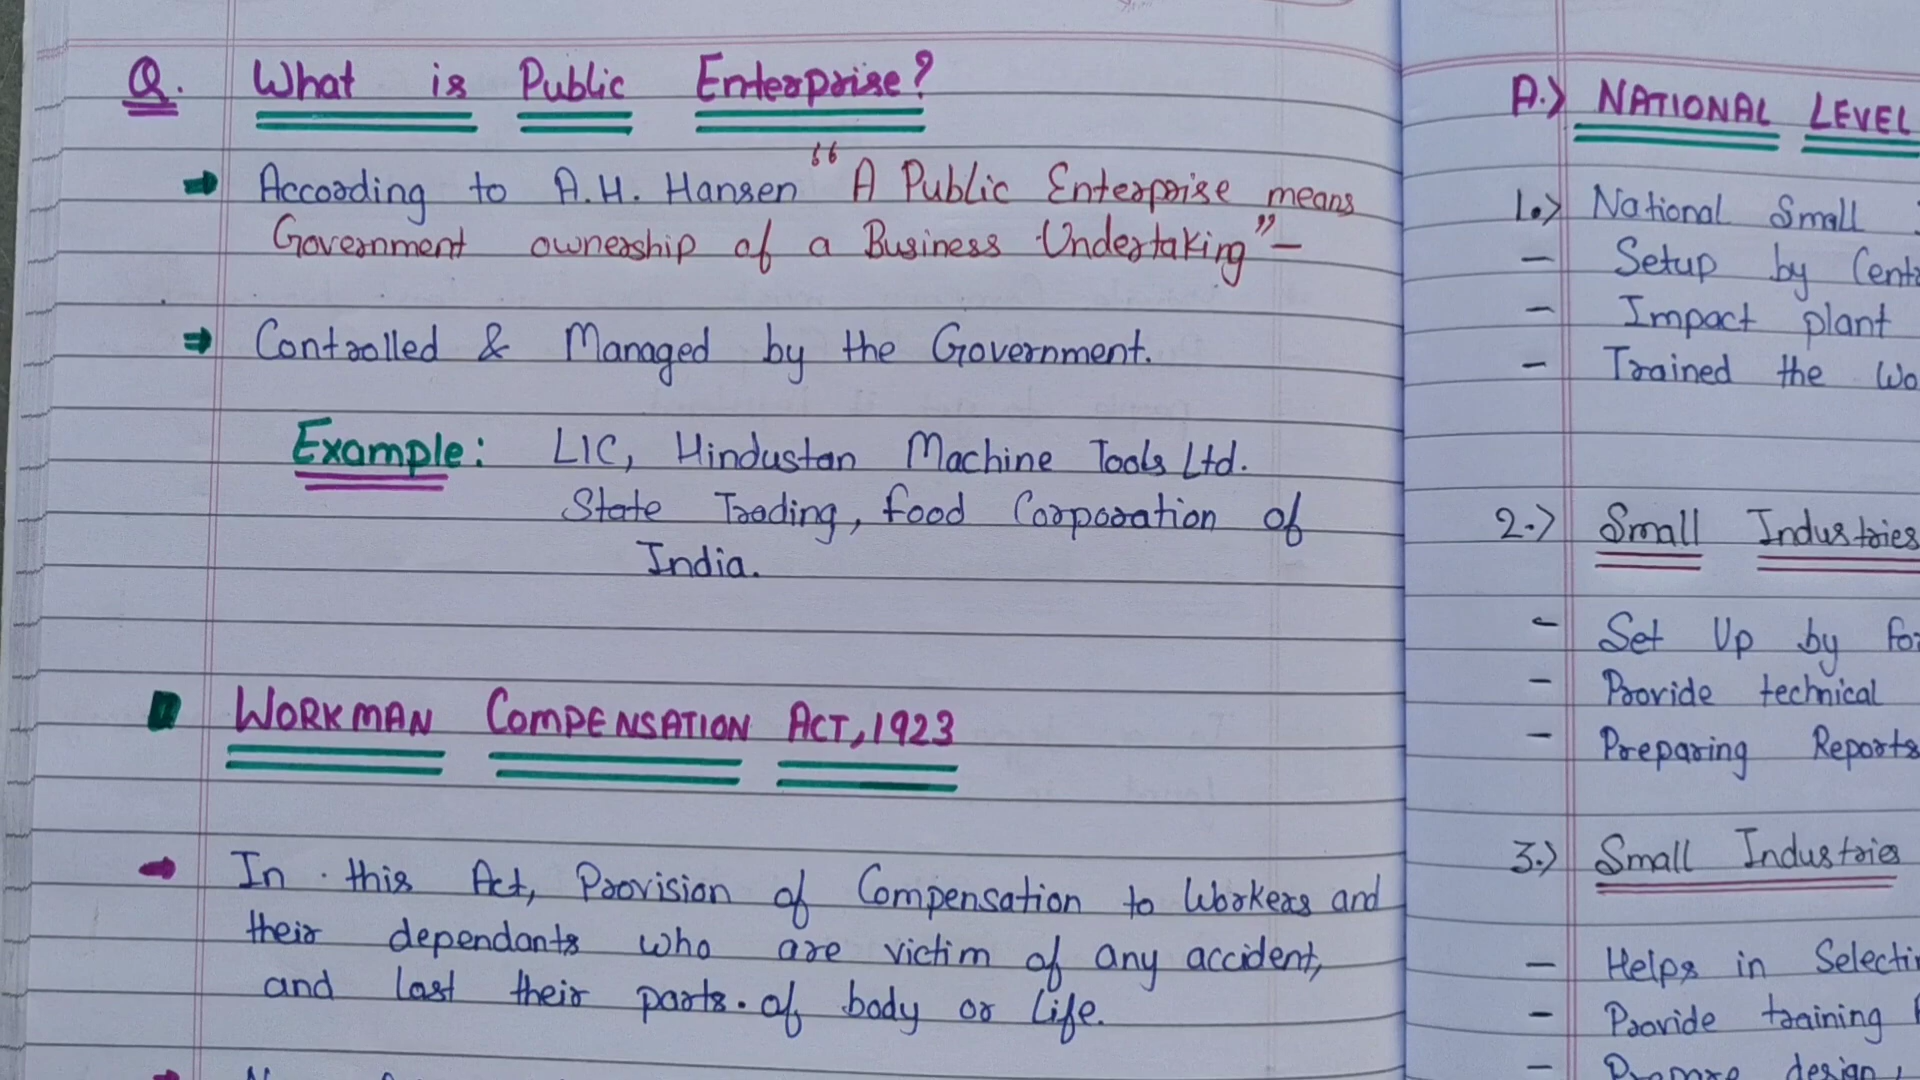 Q. What is Public Enterprise?
According to A.H. Hansen "A Public Enterprise means
Government ownership of a Business Undertaking" –
Controlled & Managed by the Government.
Example: LIC, Hindustan Machine Tools Ltd.
State Trading, Food Corporation of
India.
WORKMAN COMPENSATION ACT, 1923
In this Act, Provision of Compensation to Workers and
their dependants who are victim of any accident,
and last their parts of body or life.
A.) NATIONAL LEVEL
1.) National Small
– Setup by
– Impact plant
– Trained the
2.) Small Industries
– Set Up by
– Provide technical
– Preparing Reports
3.) Small Industries
– Helps in
– Provide training
– design,